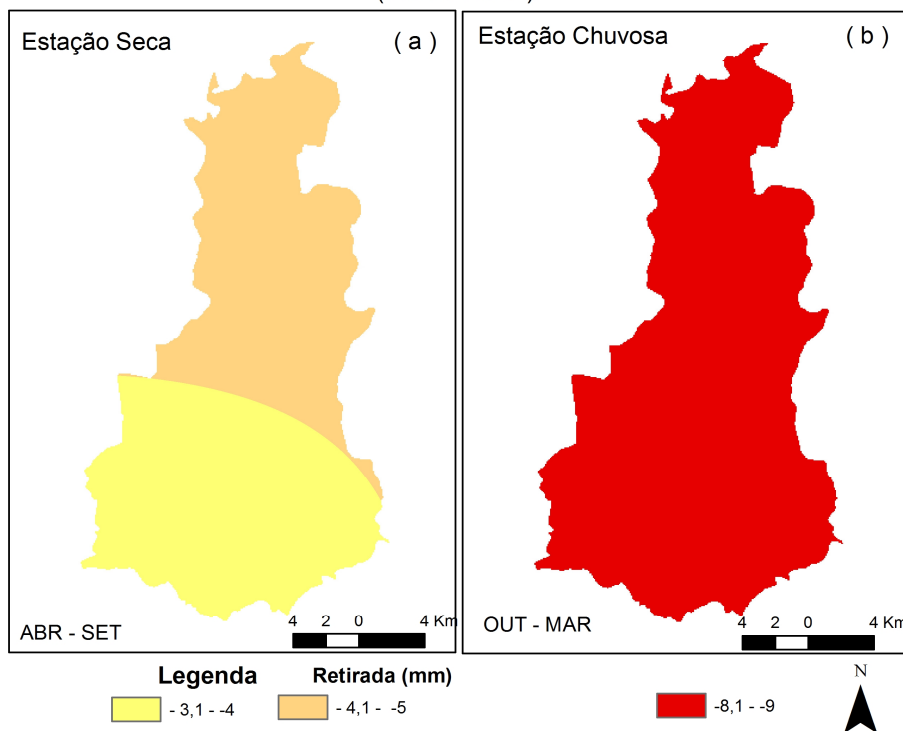 Estação Seca
( a )
Estação Chuvosa
( b )
ABR - SET
4 2 0 4 Km
OUT - MAR
4 2 0 4 Km
Legenda
Retirada (mm)
- 3,1 - -4
- 4,1 - -5
-8,1 - -9
N